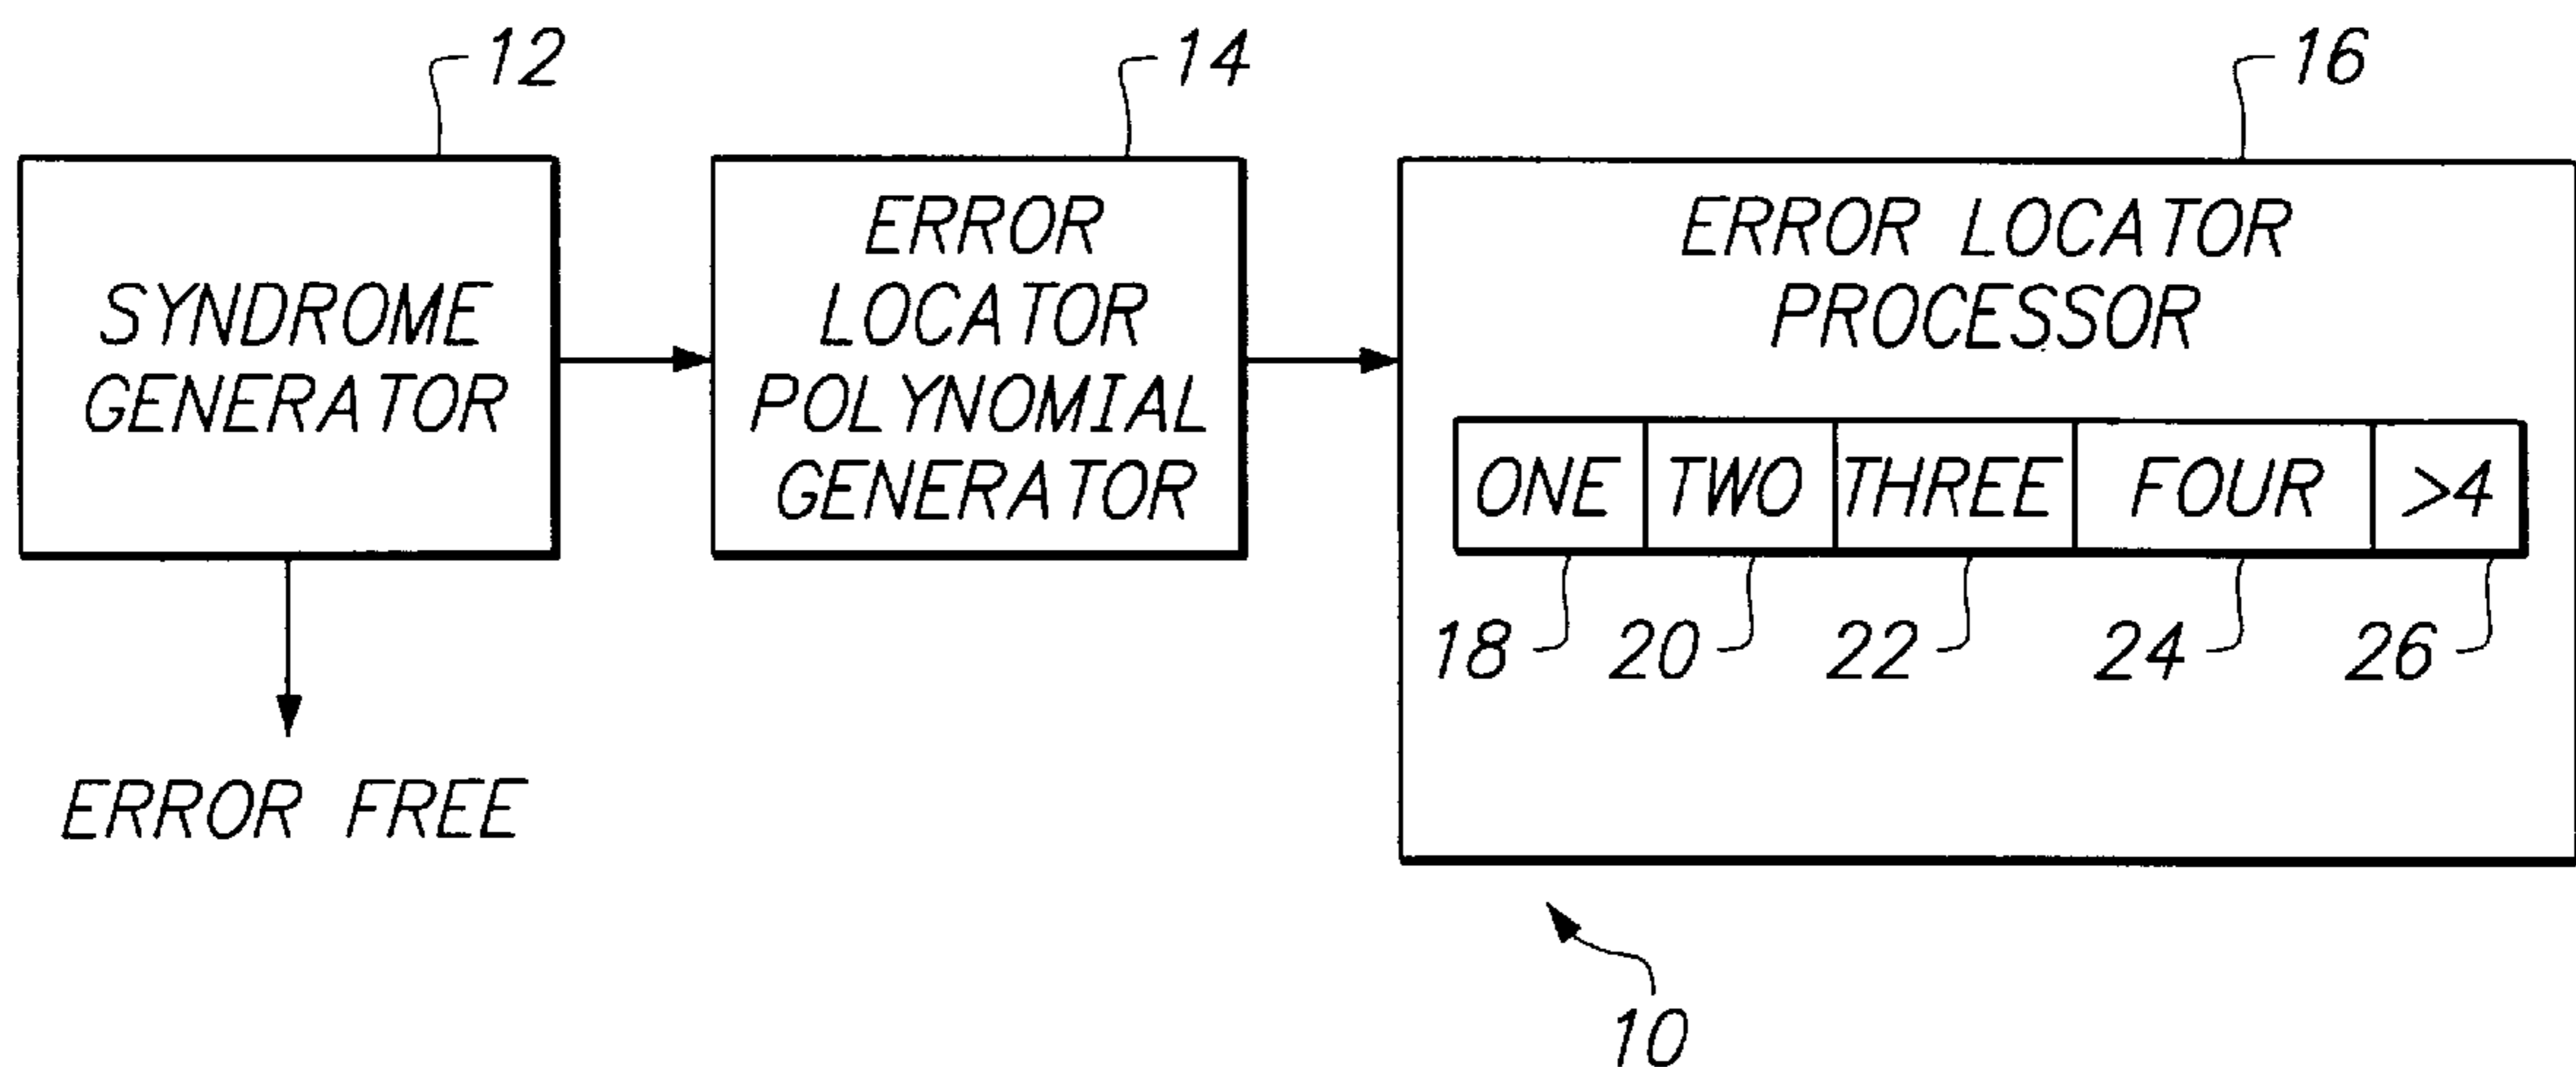 12
14
16
SYNDROME
GENERATOR
ERROR
LOCATOR
POLYNOMIAL
GENERATOR
ERROR LOCATOR
PROCESSOR
ONE TWO THREE FOUR >4
18 20 22 24 26
ERROR FREE
10